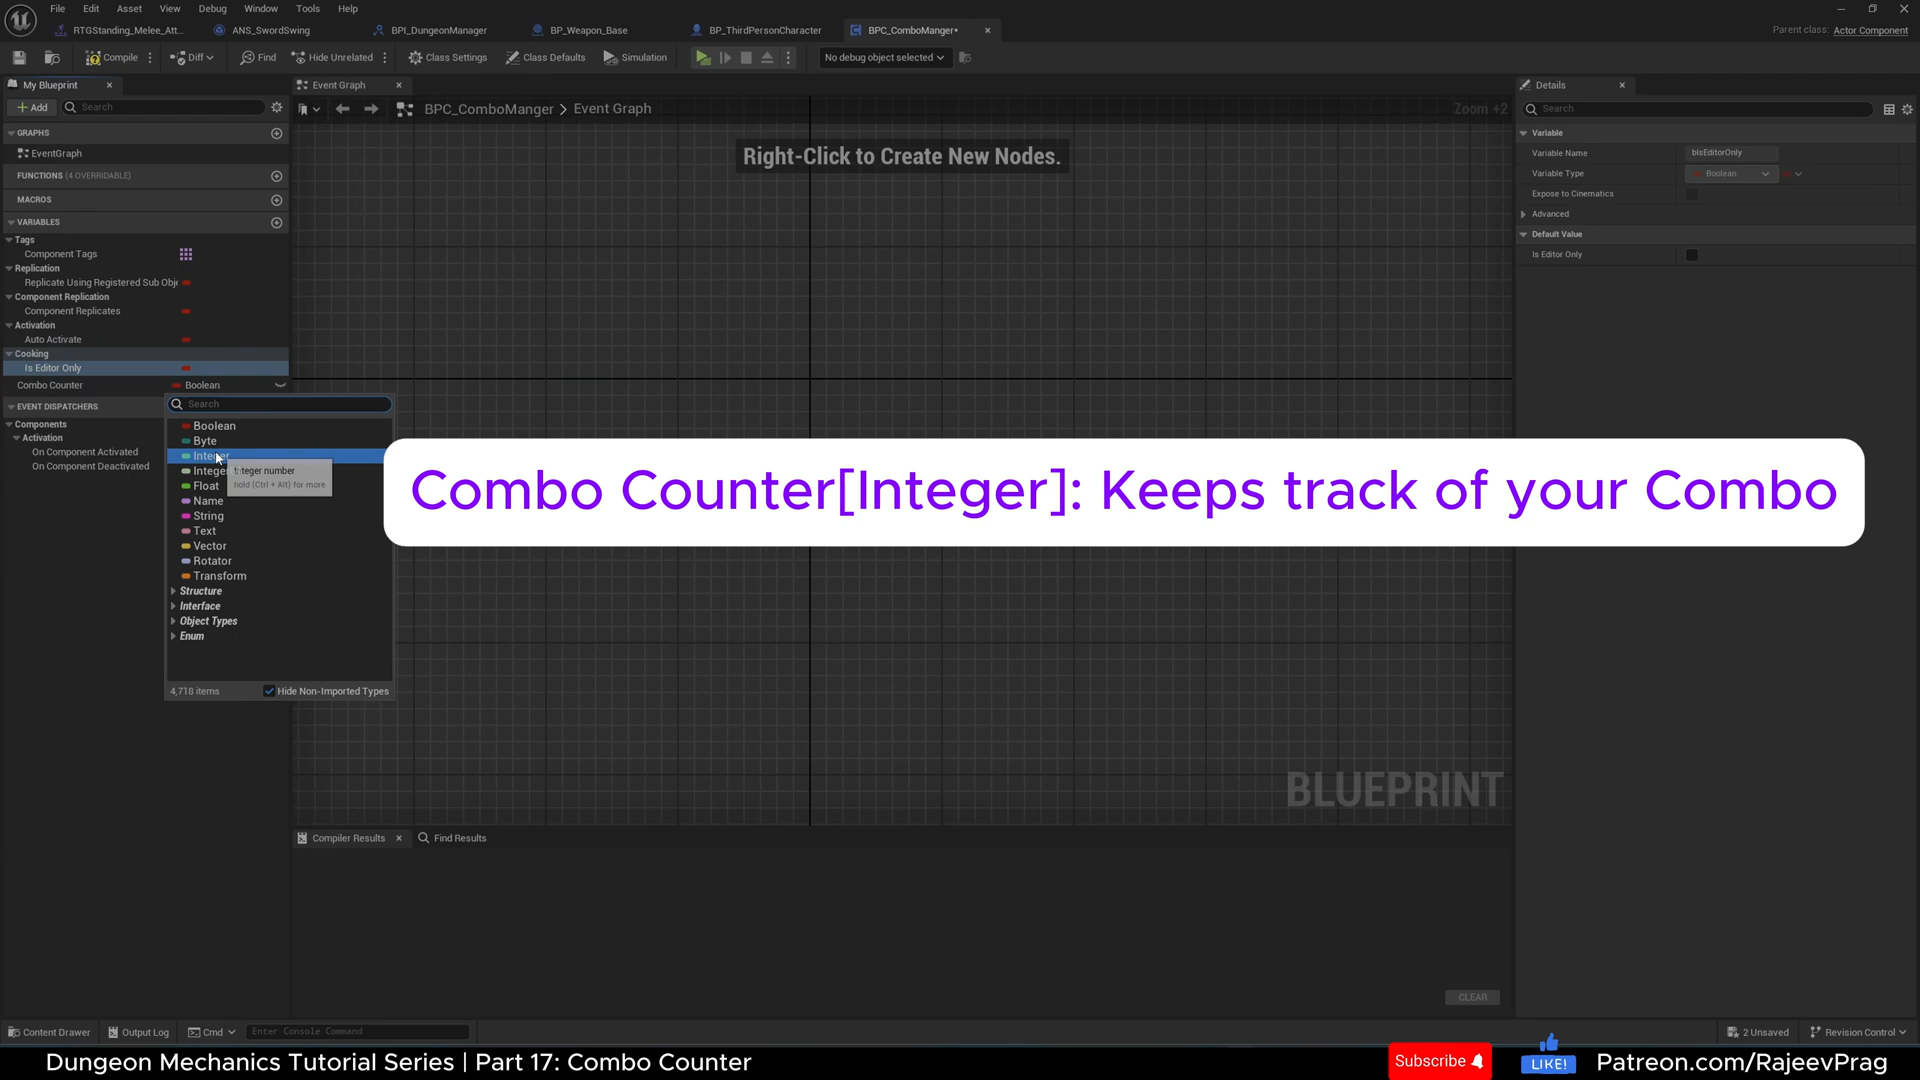 File Edit Asset View Debug Window Tools Help
RTGStanding_Melee_Att... ANS_SwordSwing BPI_DungeonManager BP_Weapon_Base BP_ThirdPersonCharacter BPC_ComboManger•
Parent class: Actor Component
Compile Diff Find Hide Unrelated Class Settings Class Defaults Simulation No debug object selected
My Blueprint
Event Graph
Details
Add Search
BPC_ComboManger > Event Graph
Zoom +2
Search
Right-Click to Create New Nodes.
GRAPHS
EventGraph
FUNCTIONS (4 OVERRIDABLE)
MACROS
VARIABLES
Tags
Component Tags
Replication
Replicate Using Registered Sub Obje
Component Replication
Component Replicates
Activation
Auto Activate
Cooking
Is Editor Only
Combo Counter Boolean
EVENT DISPATCHERS
Components
Activation
On Component Activated
On Component Deactivated
Search
Boolean
Byte
Integer
Integer
Float
Name
String
Text
Vector
Rotator
Transform
Structure
Interface
Object Types
Enum
4,718 items Hide Non-Imported Types
Integer number
hold (Ctrl + Alt) for more
Combo Counter[Integer]: Keeps track of your Combo
Variable
Variable Name bIsEditorOnly
Variable Type Boolean
Expose to Cinematics
Advanced
Default Value
Is Editor Only
BLUEPRINT
Compiler Results Find Results
CLEAR
Content Drawer Output Log Cmd Enter Console Command 2 Unsaved Revision Control
Dungeon Mechanics Tutorial Series | Part 17: Combo Counter Subscribe LIKE! Patreon.com/RajeevPrag